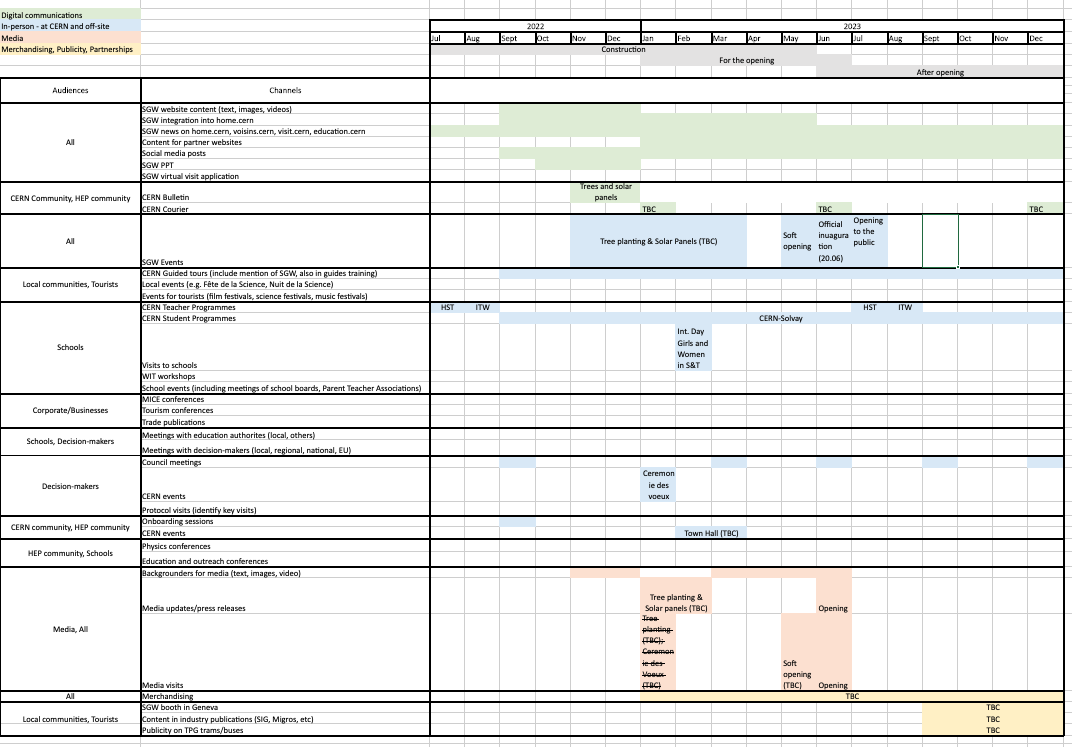 Digital communications
In-person - at CERN and off-site
Media
Merchandising, Publicity, Partnerships
2022 2023
Jul Aug Sept Oct Nov Dec Jan Feb Mar Apr May Jun Jul Aug Sept Oct Nov Dec
Construction
For the opening
After opening
Audiences Channels
All
SGW website content (text, images, videos)
SGW integration into home.cern
SGW news on home.cern, voisins.cern, visit.cern, education.cern
Content for partner websites
Social media posts
SGW PPT
SGW virtual visit application
CERN Community, HEP community
CERN Bulletin
Trees and solar
panels
CERN Courier TBC TBC TBC
All
SGW Events
Tree planting & Solar Panels (TBC)
Soft
opening
Official
inuagura
tion
(20.06)
Opening
to the
public
Local communities, Tourists
CERN Guided tours (include mention of SGW, also in guides training)
Local events (e.g. Fête de la Science, Nuit de la Science)
Events for tourists (film festivals, science festivals, music festivals)
Schools
CERN Teacher Programmes HST ITW HST ITW
CERN Student Programmes CERN-Solvay
Visits to schools
Int. Day
Girls and
Women
in S&T
WIT workshops
School events (including meetings of school boards, Parent Teacher Associations)
Corporate/Businesses
MICE conferences
Tourism conferences
Trade publications
Schools, Decision-makers
Meetings with education authorites (local, others)
Meetings with decision-makers (local, regional, national, EU)
Decision-makers
Council meetings
CERN events
Ceremon
ie des
voeux
Protocol visits (identify key visits)
CERN community, HEP community
Onboarding sessions
CERN events Town Hall (TBC)
HEP community, Schools
Physics conferences
Education and outreach conferences
Media, All
Backgrounders for media (text, images, video)
Media updates/press releases
Tree planting &
Solar panels (TBC)
Opening
Media visits
Tree
planting
(TBC);
Ceremon
ie des
Voeux
(TBC)
Soft
opening
(TBC)
Opening
All Merchandising TBC
Local communities, Tourists
SGW booth in Geneva TBC
Content in industry publications (SIG, Migros, etc) TBC
Publicity on TPG trams/buses TBC